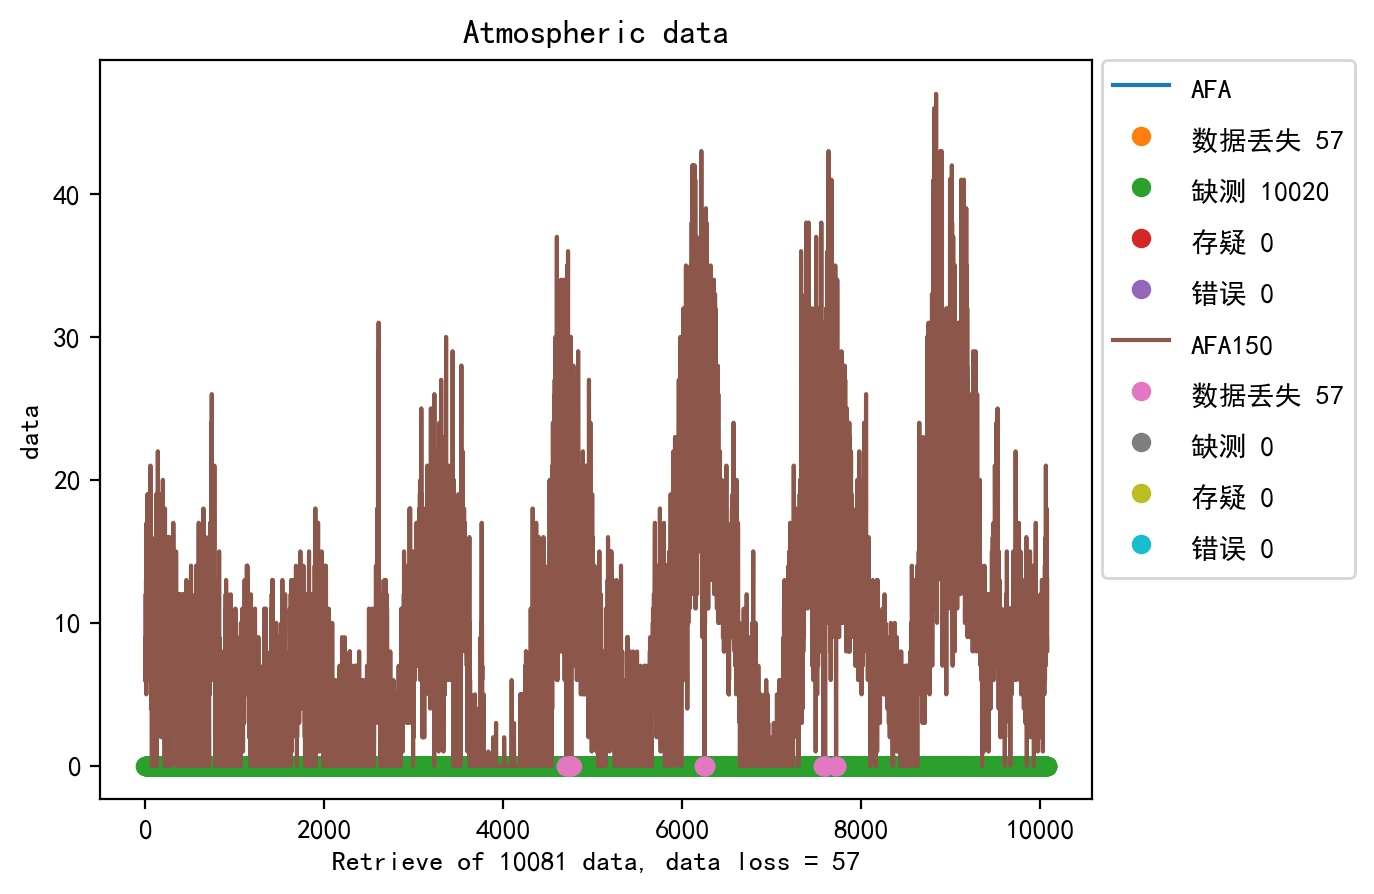 Atmospheric data
AFA
数据丢失 57
缺测 10020
存疑 0
错误 0
AFA150
数据丢失 57
缺测 0
存疑 0
错误 0
data
40
30
20
10
0
0 2000 4000 6000 8000 10000
Retrieve of 10081 data, data loss = 57